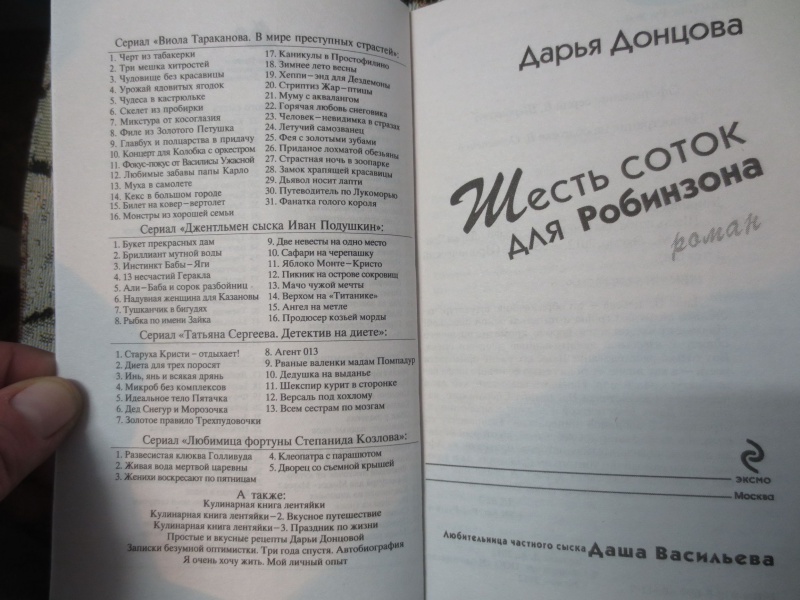 Сериал «Виола Тараканова. В мире преступных страстей»:
1. Черт из табакерки
2. Три мешка хитростей
3. Чудовище без красавицы
4. Урожай ядовитых ягодок
5. Чудеса в кастрюльке
6. Скелет из пробирки
7. Микстура от косоглазия
8. Филе из Золотого Петушка
9. Главбух и полцарства в придачу
10. Концерт для Колобка с оркестром
11. Фокус-покус от Василисы Ужасной
12. Любимые забавы папы Карло
13. Муха в самолете
14. Кекс в большом городе
15. Билет на ковер-вертолет
16. Монстры из хорошей семьи
17. Каникулы в Простофилино
18. Зимнее лето весны
19. Хеппи-энд для Дездемоны
20. Стриптиз Жар-птицы
21. Муму с аквалангом
22. Горячая любовь снеговика
23. Человек-невидимка в стразах
24. Летучий самозванец
25. Фея с золотыми зубами
26. Приданое лохматой обезьяны
27. Страстная ночь в зоопарке
28. Замок храпящей красавицы
29. Дьявол носит лапти
30. Путеводитель по Лукоморью
31. Фанатка голого короля
Сериал «Джентльмен сыска Иван Подушкин»:
1. Букет прекрасных дам
2. Бриллиант мутной воды
3. Инстинкт Бабы-Яги
4. 13 несчастий Геракла
5. Али-Баба и сорок разбойниц
6. Надувная женщина для Казановы
7. Тушканчик в бигудях
8. Рыбка по имени Зайка
9. Две невесты на одно место
10. Сафари на черепашку
11. Яблоко Монте-Кристо
12. Пикник на острове сокровищ
13. Мачо чужой мечты
14. Верхом на «Титанике»
15. Ангел на метле
16. Продюсер козьей морды
Сериал «Татьяна Сергеева. Детектив на диете»:
1. Старуха Кристи – отдыхает!
2. Диета для трех поросят
3. Инь, янь и всякая дрянь
4. Микроб без комплексов
5. Идеальное тело Пятачка
6. Дед Снегур и Морозочка
7. Золотое правило Трехпудовочки
8. Агент 013
9. Рваные валенки мадам Помпадур
10. Дедушка на выданье
11. Шекспир курит в сторонке
12. Версаль под хохлому
13. Всем сестрам по мозгам
Сериал «Любимица фортуны Степанида Козлова»:
1. Развесистая клюква Голливуда
2. Живая вода мертвой царевны
3. Женихи воскресают по пятницам
4. Клеопатра с парашютом
5. Дворец со съемной крышей
А также:
Кулинарная книга лентяйки
Кулинарная книга лентяйки–2. Вкусное путешествие
Кулинарная книга лентяйки–3. Праздник по жизни
Простые и вкусные рецепты Дарьи Донцовой
Записки безумной оптимистки. Три года спустя. Автобиография
Я очень хочу жить. Мой личный опыт
Дарья Донцова
Шесть соток
для Робинзона
роман
эксмо
Москва
Любительница частного сыска Даша Васильева